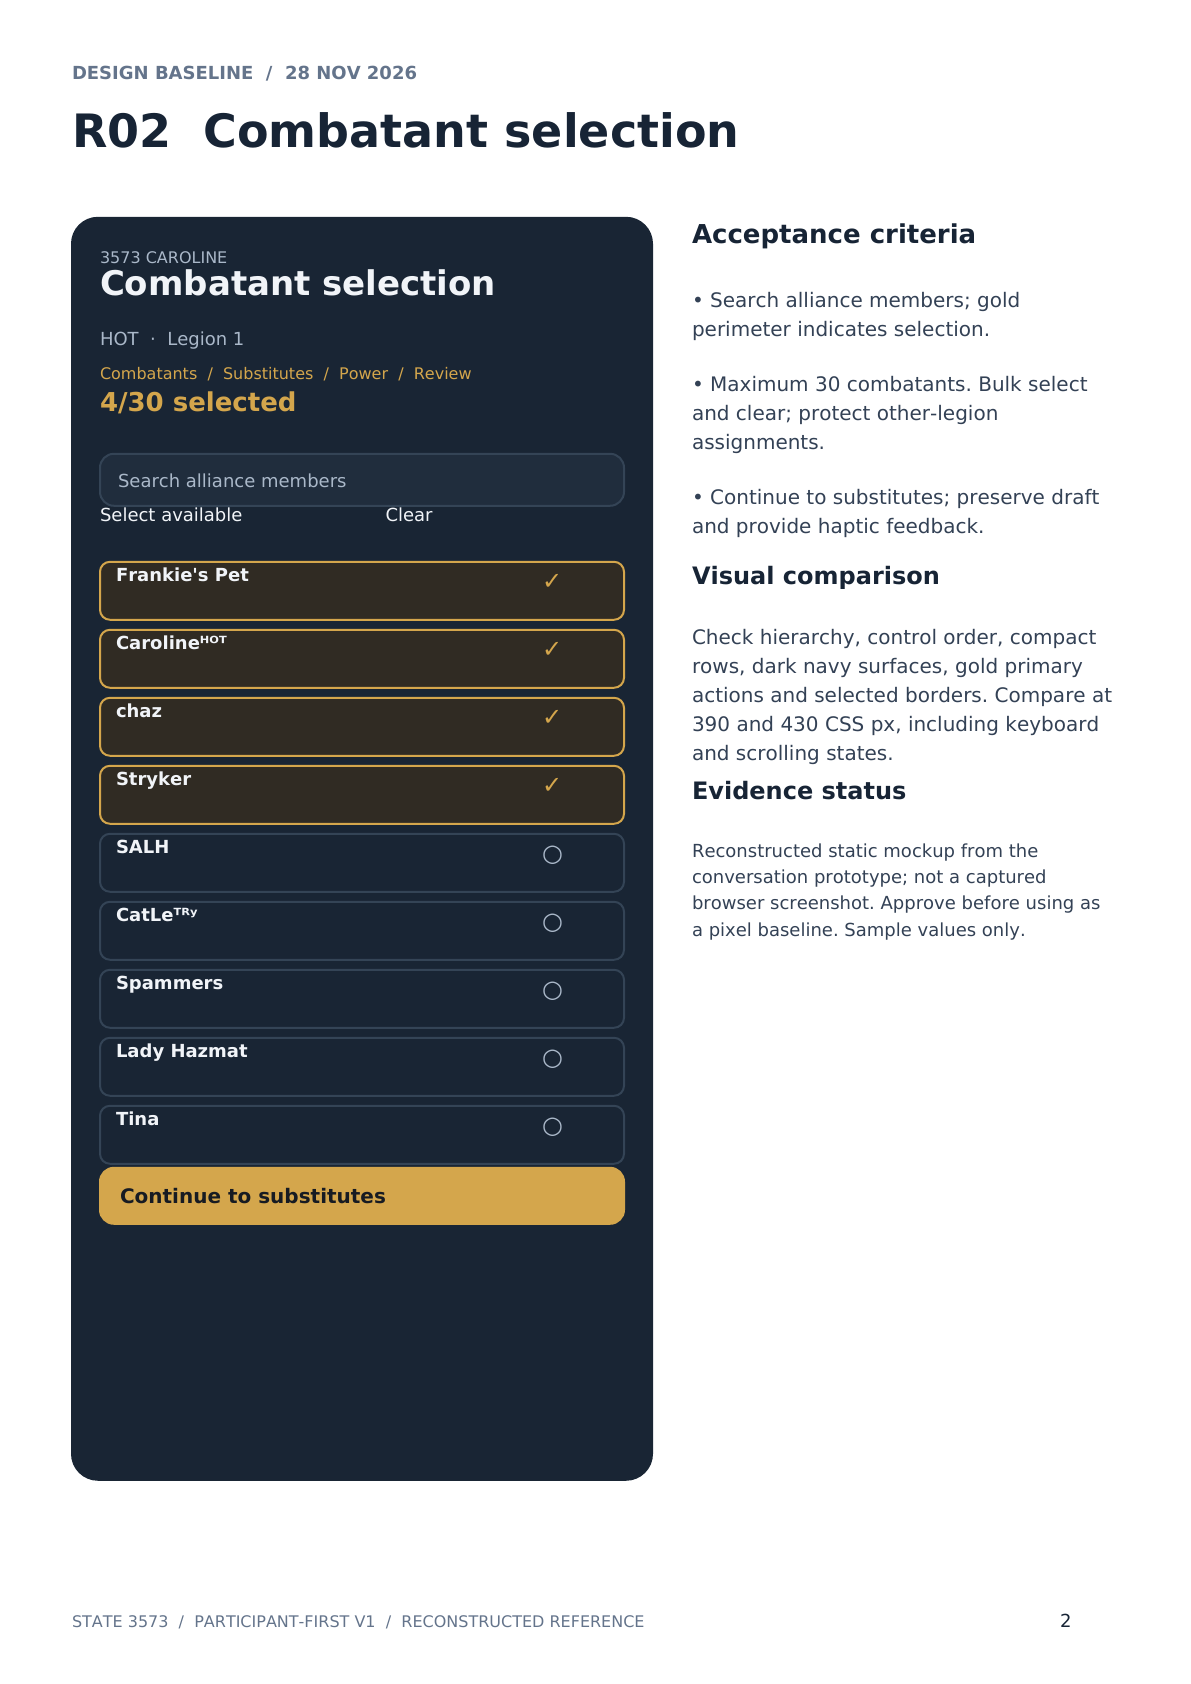 DESIGN BASELINE / 28 NOV 2026
R02 Combatant selection
3573 CAROLINE
Combatant selection
HOT · Legion 1
Combatants / Substitutes / Power / Review
4/30 selected
Search alliance members
Select available
Clear
Frankie's Pet ✓
Carolineᴴᴼᵀ ✓
chaz ✓
Stryker ✓
SALH ○
CatLeᵀᴿʸ ○
Spammers ○
Lady Hazmat ○
Tina ○
Continue to substitutes
Acceptance criteria
• Search alliance members; gold
perimeter indicates selection.
• Maximum 30 combatants. Bulk select
and clear; protect other-legion
assignments.
• Continue to substitutes; preserve draft
and provide haptic feedback.
Visual comparison
Check hierarchy, control order, compact
rows, dark navy surfaces, gold primary
actions and selected borders. Compare at
390 and 430 CSS px, including keyboard
and scrolling states.
Evidence status
Reconstructed static mockup from the
conversation prototype; not a captured
browser screenshot. Approve before using as
a pixel baseline. Sample values only.
STATE 3573 / PARTICIPANT-FIRST V1 / RECONSTRUCTED REFERENCE
2